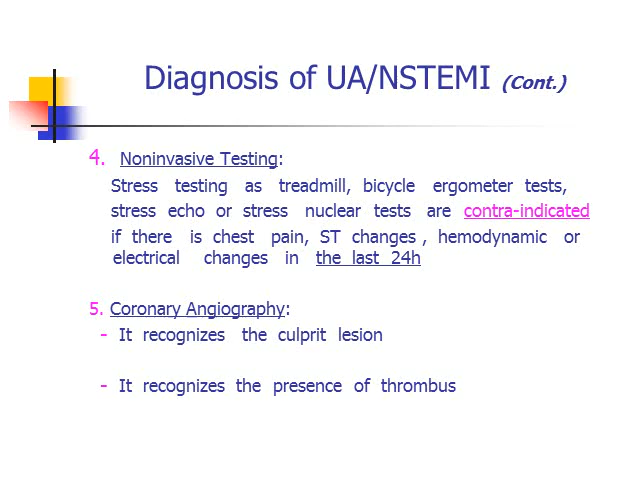 Diagnosis of UA/NSTEMI (Cont.)
4. Noninvasive Testing:
Stress testing as treadmill, bicycle ergometer tests,
stress echo or stress nuclear tests are contra-indicated
if there is chest pain, ST changes , hemodynamic or
electrical changes in the last 24h
5. Coronary Angiography:
- It recognizes the culprit lesion
- It recognizes the presence of thrombus